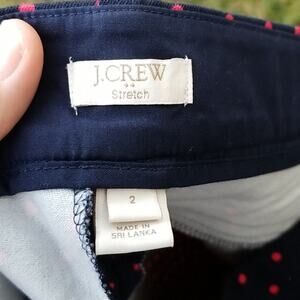 J.CREW
Stretch
2
MADE IN
SRI LANKA